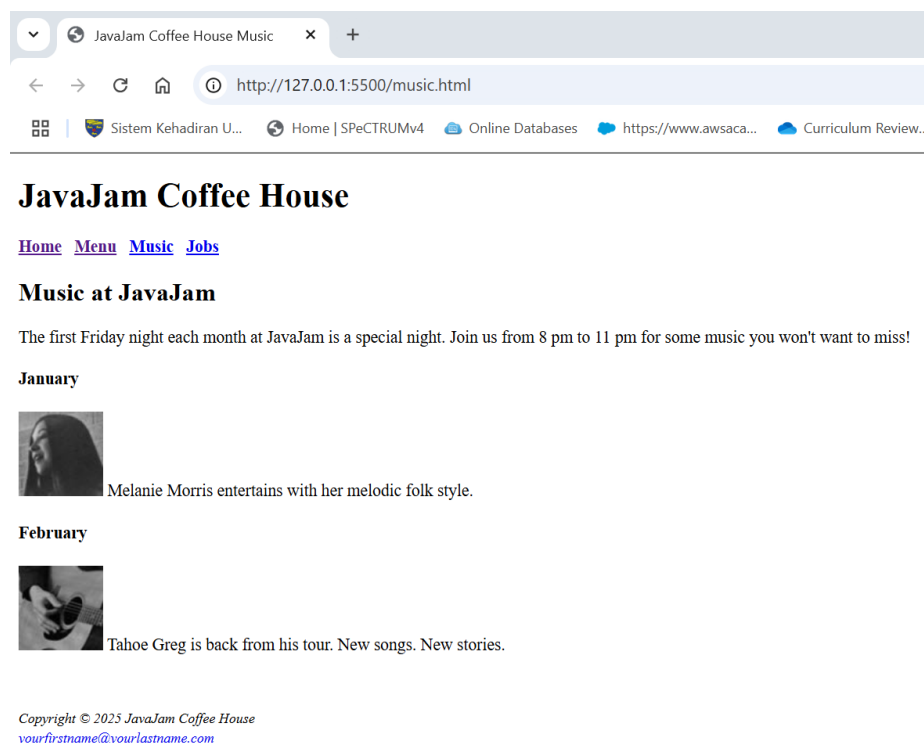 JavaJam Coffee House Music
http://127.0.0.1:5500/music.html
Sistem Kehadiran U... Home | SPeCTRUMv4 Online Databases https://www.awsaca... Curriculum Review...
JavaJam Coffee House
Home Menu Music Jobs
Music at JavaJam
The first Friday night each month at JavaJam is a special night. Join us from 8 pm to 11 pm for some music you won't want to miss!
January
Melanie Morris entertains with her melodic folk style.
February
Tahoe Greg is back from his tour. New songs. New stories.
Copyright © 2025 JavaJam Coffee House
yourfirstname@yourlastname.com